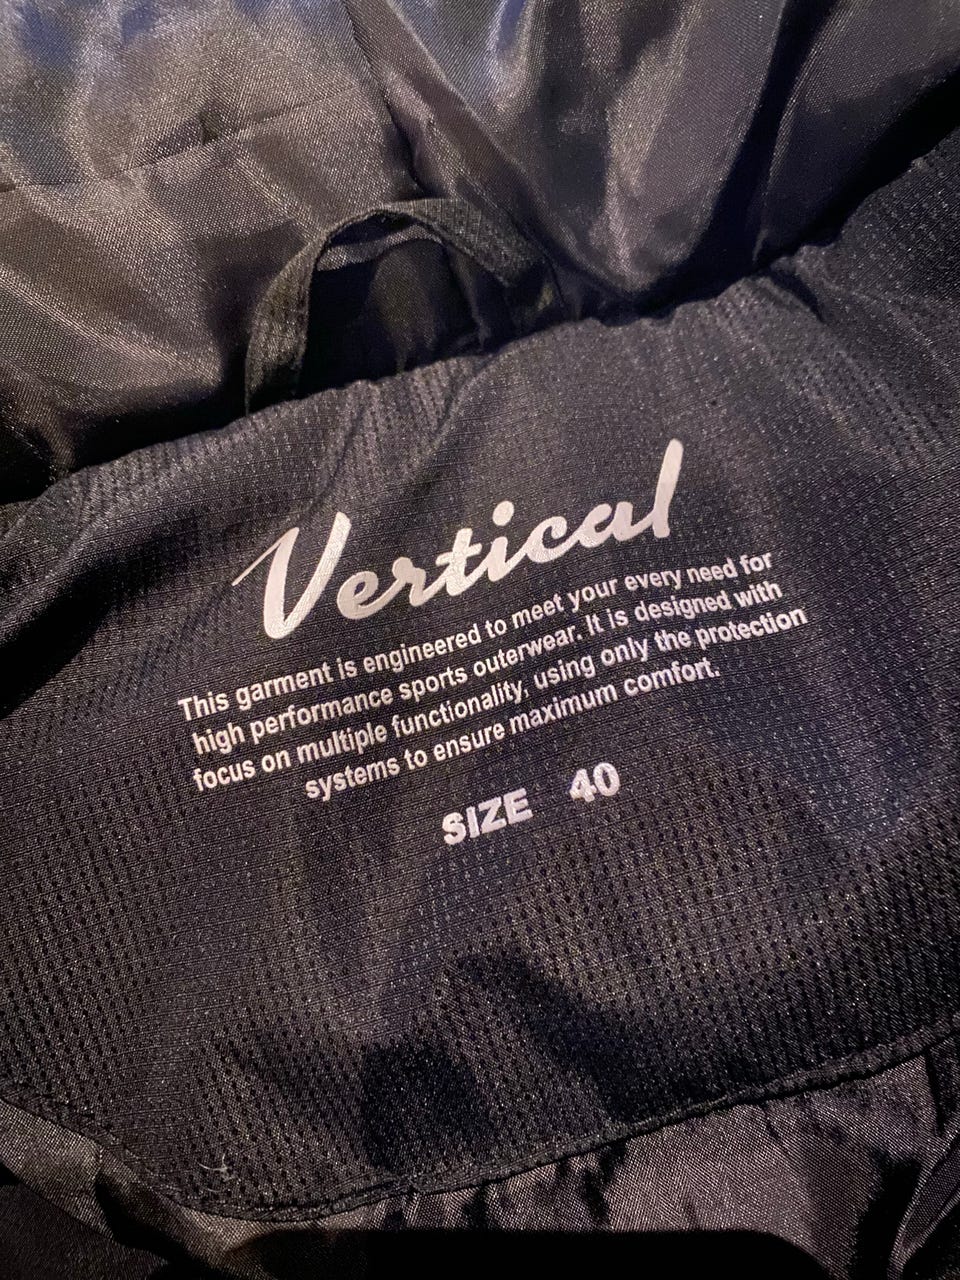 Vertical
This garment is engineered to meet your every need for
high performance sports outerwear. It is designed with
focus on multiple functionality, using only the protection
systems to ensure maximum comfort.
SIZE 40